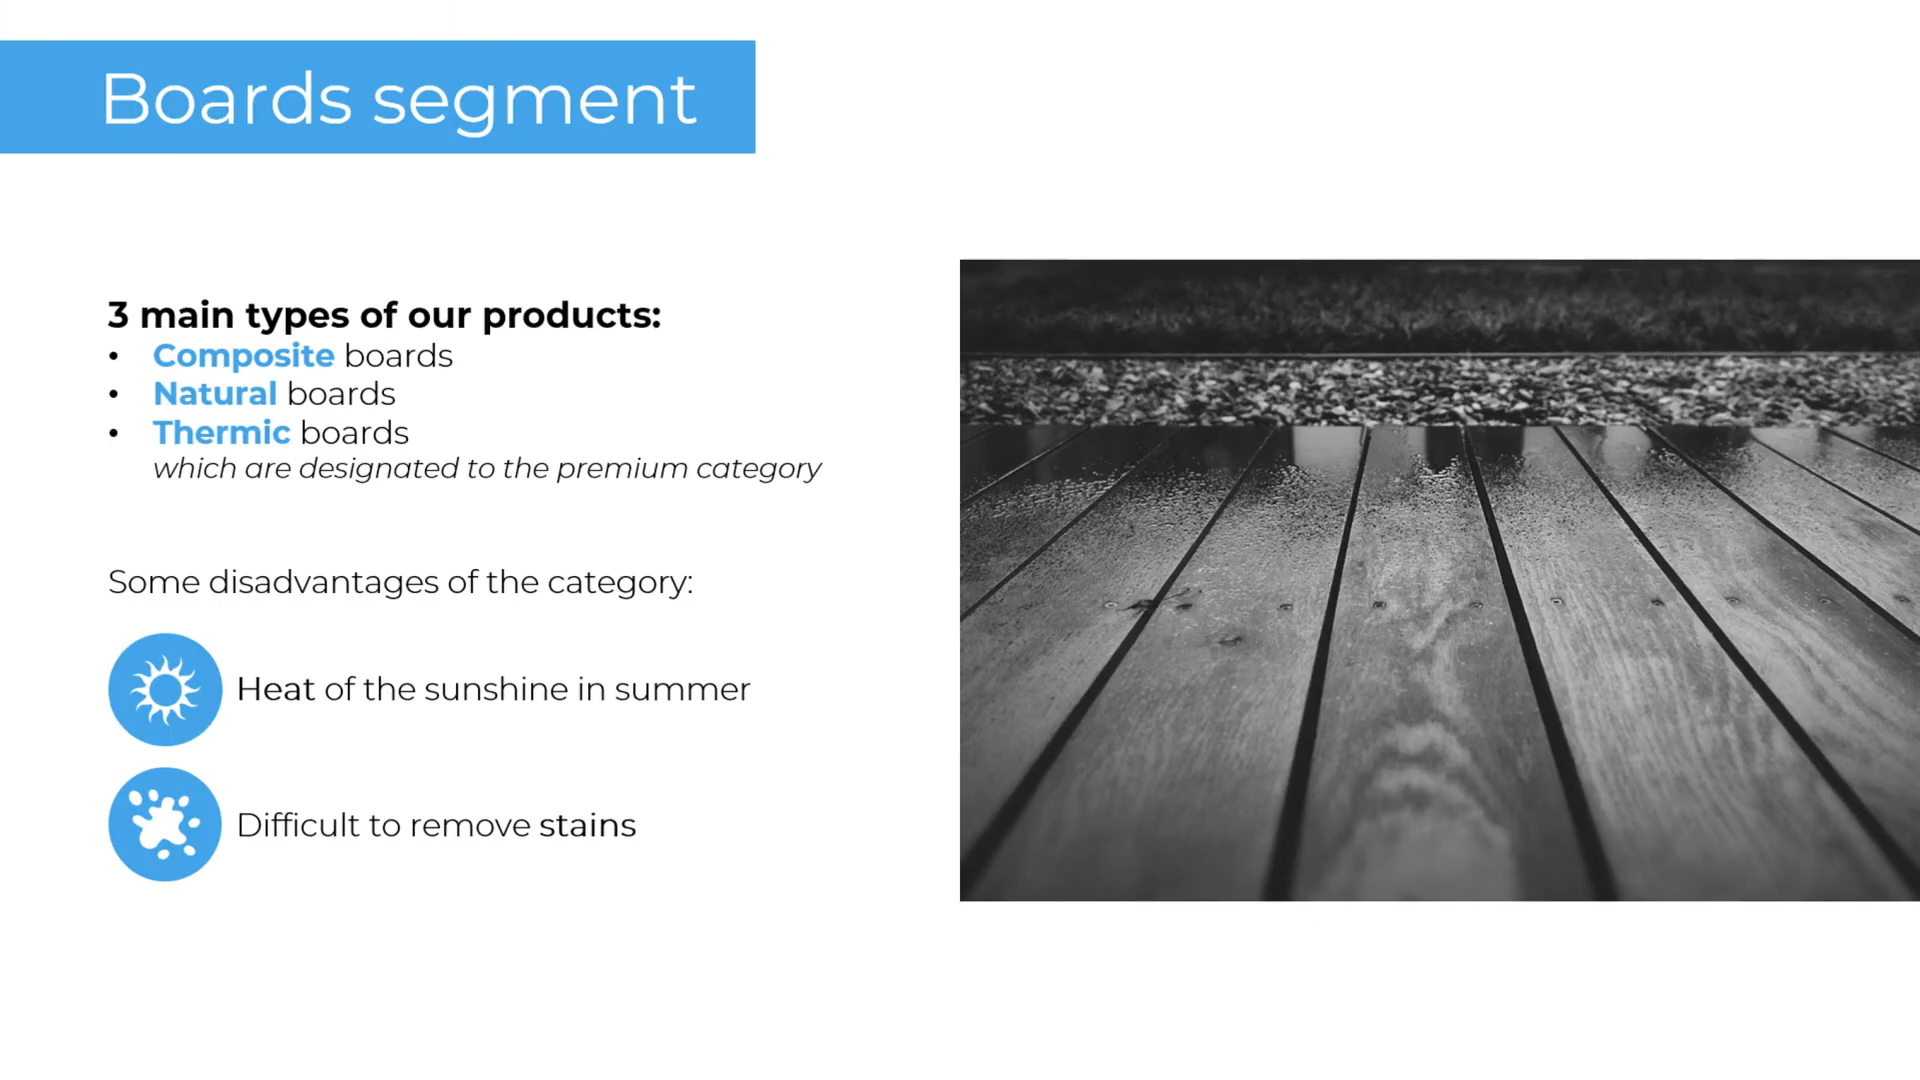 Boards segment
3 main types of our products:
• Composite boards
• Natural boards
• Thermic boards
which are designated to the premium category
Some disadvantages of the category:
Heat of the sunshine in summer
Difficult to remove stains